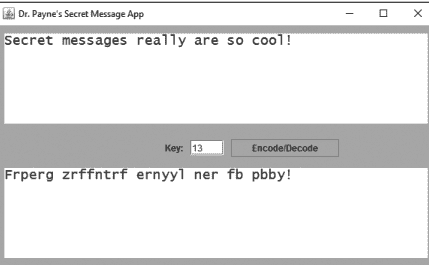 Dr. Payne's Secret Message App
Secret messages really are so cool!
Key: 13 Encode/Decode
Frperg zrffntrf ernyyl ner fb pbby!